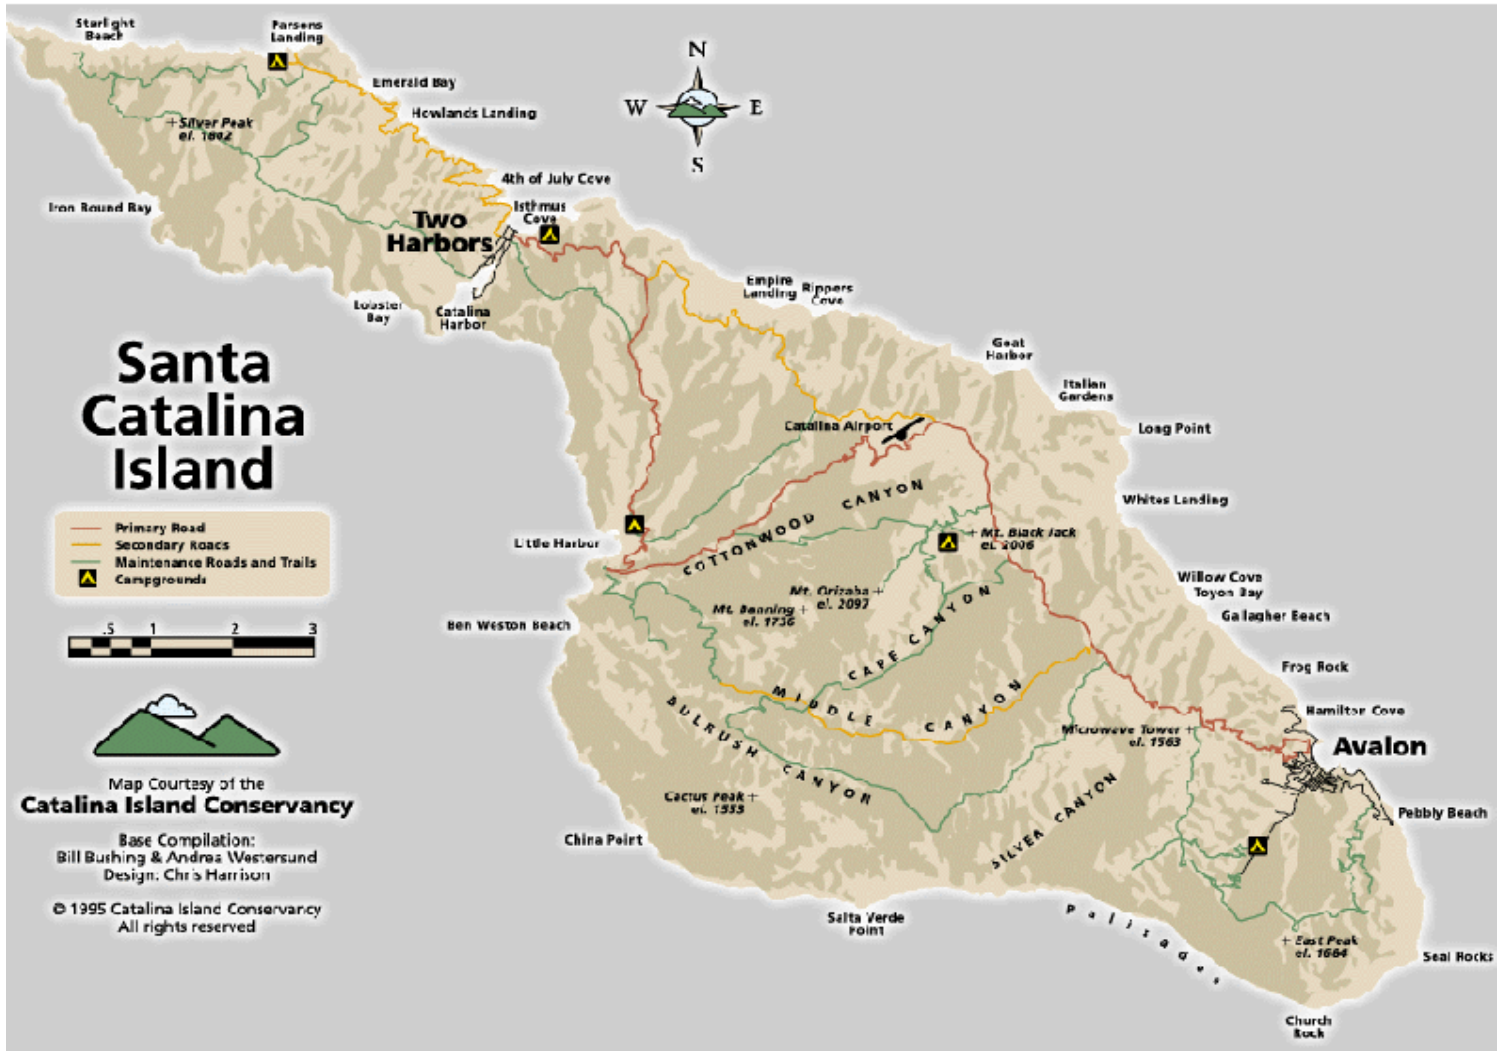 Starlight
Beach
Parsons
Landing
Emerald Bay
Howlands Landing
Silver Peak
el. 1802
4th of July Cove
Isthmus
Cove
Iron Bound Bay
Two
Harbors
Lobster
Bay
Catalina
Harbor
N
W
E
S
Empire
Landing
Rippers
Cove
Goat
Harbor
Italian
Gardens
Long Point
Catalina Airport
Whites Landing
Santa
Catalina
Island
Primary Road
Secondary Roads
Maintenance Roads and Trails
Campgrounds
.5
1
2
3
Little Harbor
COTTONWOOD CANYON
Mt. Black Jack
el. 2006
Mt. Orizaba
el. 2097
Mt. Banning
el. 1736
Willow Cove
Toyon Bay
Gallagher Beach
Ben Weston Beach
CAPE CANYON
Frog Rock
MIDDLE CANYON
BULRUSH CANYON
Hamilton Cove
Microwave Tower
el. 1563
Avalon
Cactus Peak
el. 1555
SILVER CANYON
Pebbly Beach
China Point
Salta Verde
Point
Palisades
East Peak
el. 1664
Seal Rocks
Church
Rock
Map Courtesy of the
Catalina Island Conservancy
Base Compilation:
Bill Bushing & Andrea Westersund
Design: Chris Harrison
© 1995 Catalina Island Conservancy
All rights reserved